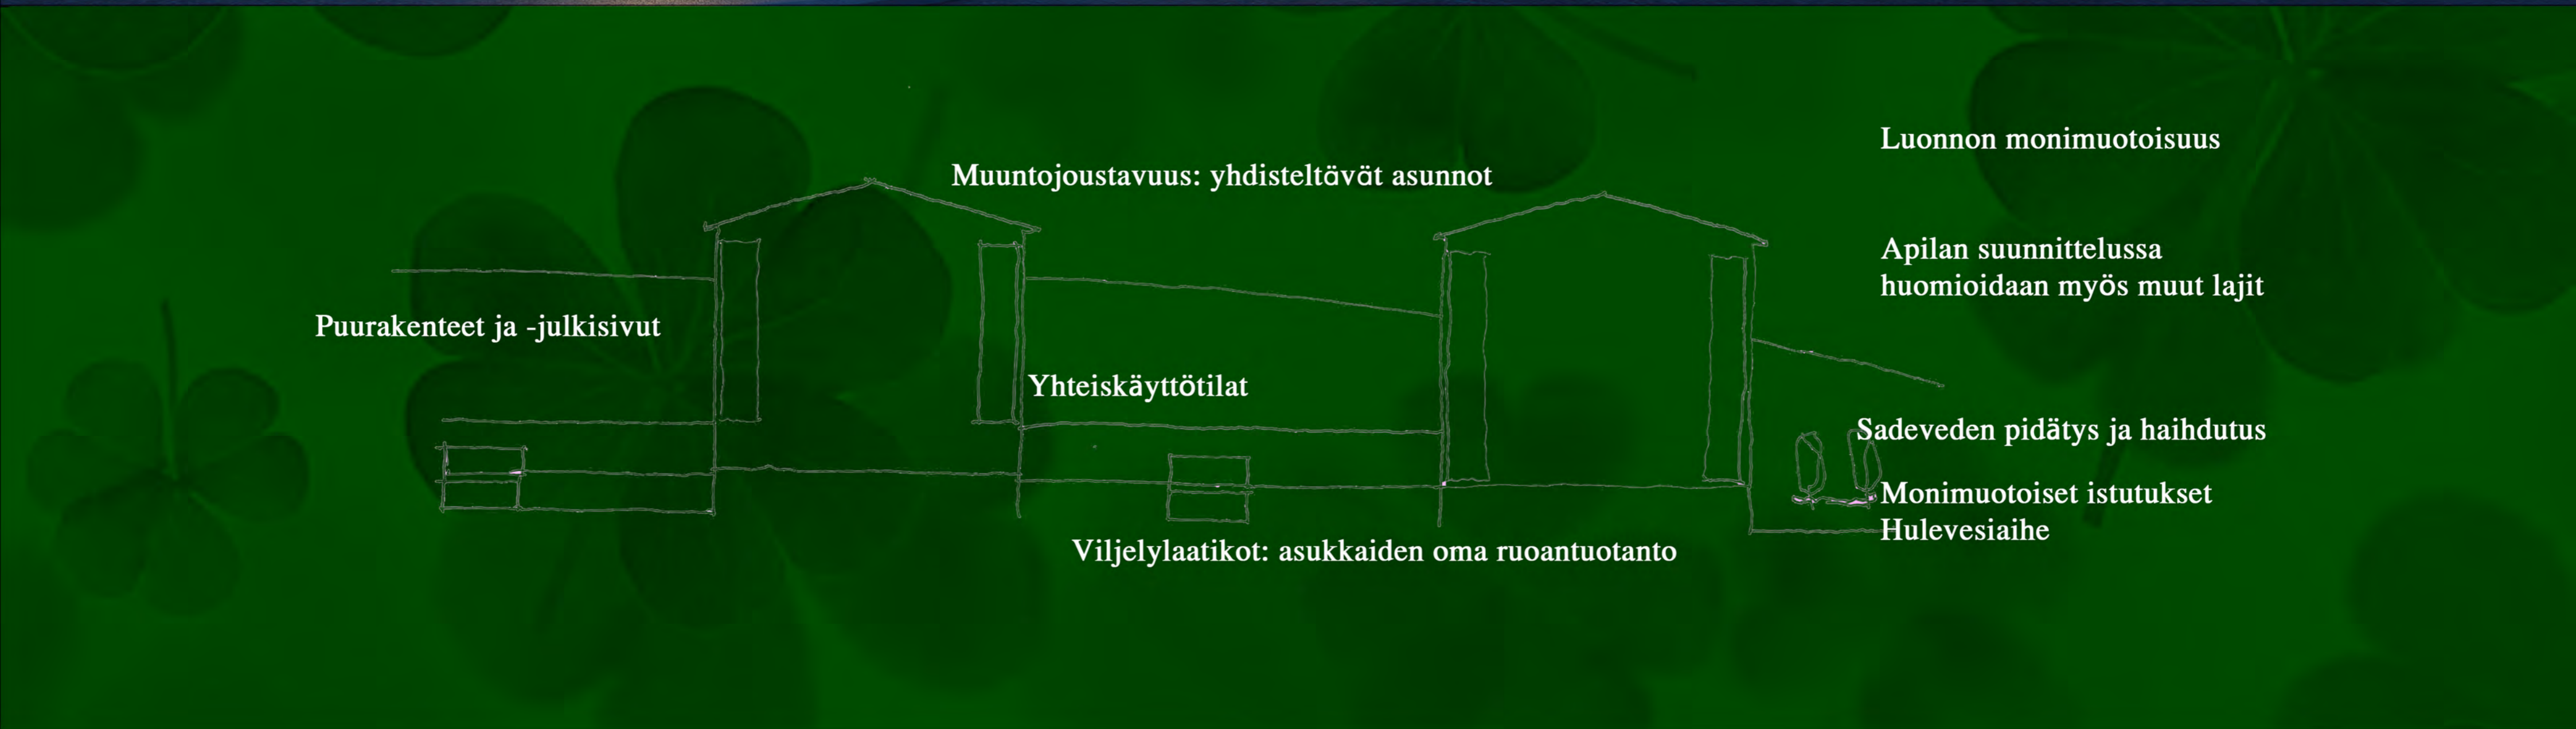 Luonnon monimuotoisuus
Muuntojoustavuus: yhdisteltävät asunnot
Apilan suunnittelussa
huomioidaan myös muut lajit
Puurakenteet ja -julkisivut
Yhteiskäyttötilat
Sadeveden pidätys ja haihdutus
Monimuotoiset istutukset
Hulevesiaihe
Viljelylaatikot: asukkaiden oma ruoantuotanto